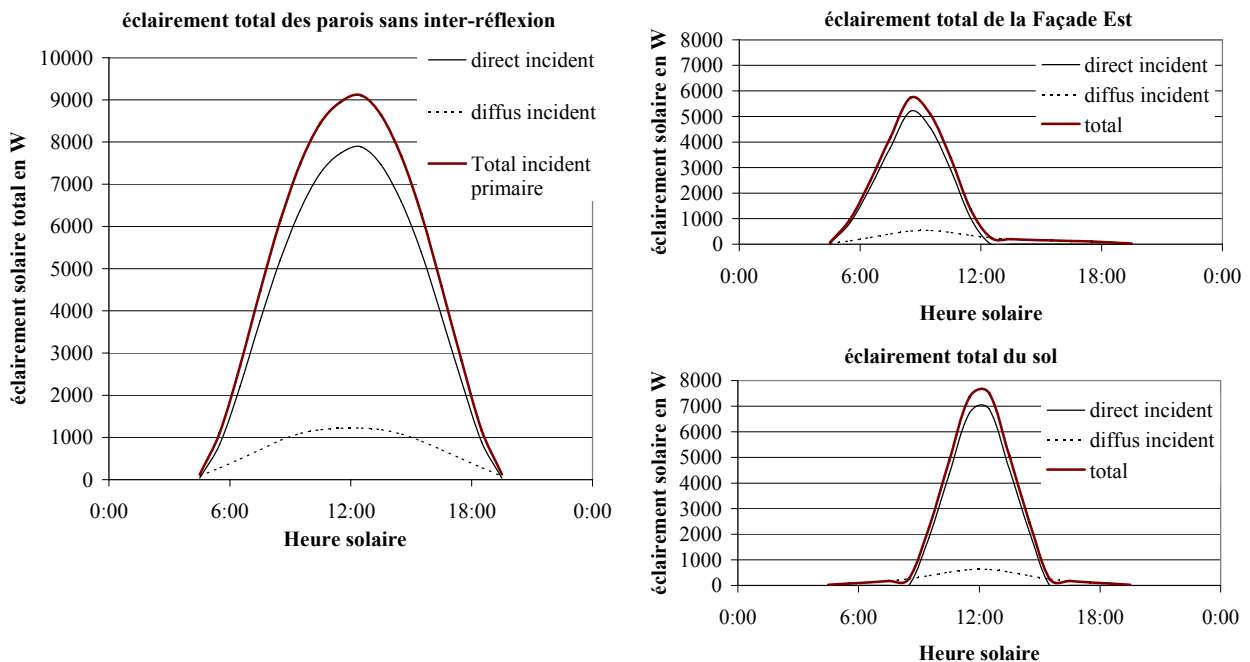 éclairement total des parois sans inter-réflexion
éclairement solaire total en W
10000
9000
8000
7000
6000
5000
4000
3000
2000
1000
0
direct incident
diffus incident
Total incident
primaire
0:00 6:00 12:00 18:00 0:00
Heure solaire
éclairement total de la Façade Est
éclairement solaire en W
8000
7000
6000
5000
4000
3000
2000
1000
0
direct incident
diffus incident
total
0:00 6:00 12:00 18:00 0:00
Heure solaire
éclairement total du sol
éclairement solaire en W
8000
7000
6000
5000
4000
3000
2000
1000
0
direct incident
diffus incident
total
0:00 6:00 12:00 18:00 0:00
Heure solaire